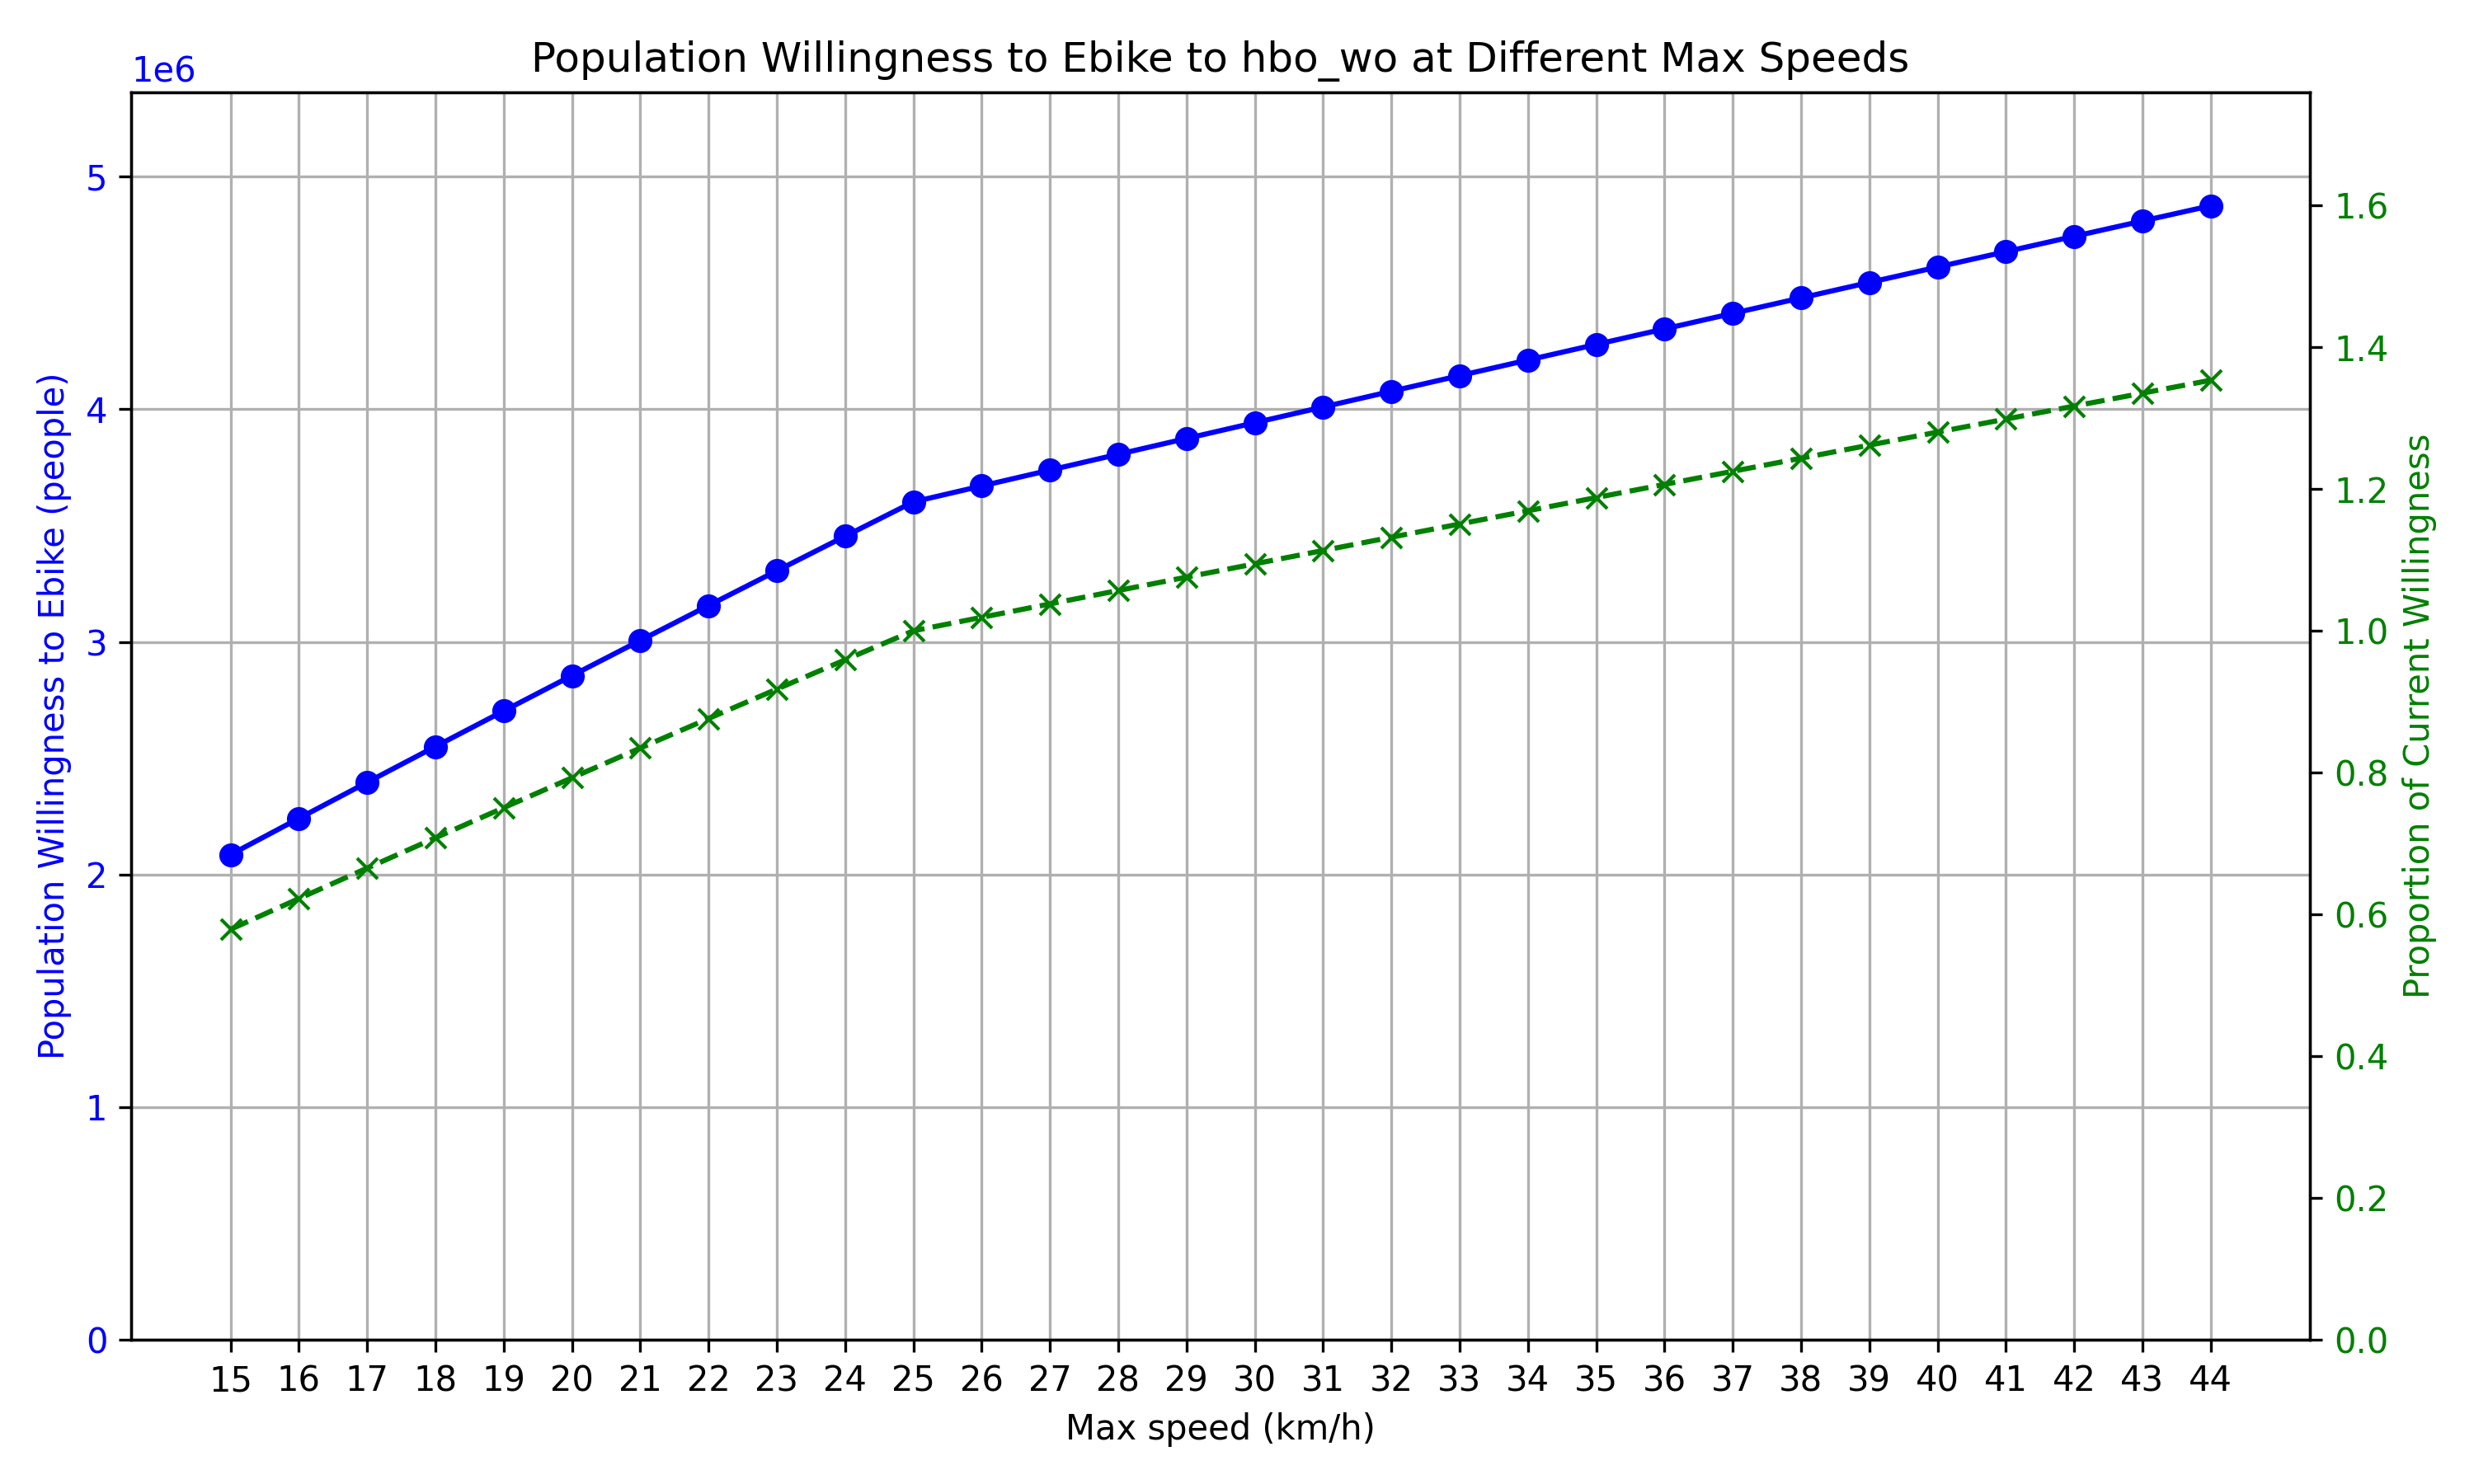 Population Willingness to Ebike to hbo_wo at Different Max Speeds
1e6
Population Willingness to Ebike (people)
5
4
3
2
1
0
1.6
1.4
1.2
1.0
0.8
0.6
0.4
0.2
0.0
Proportion of Current Willingness
15 16 17 18 19 20 21 22 23 24 25 26 27 28 29 30 31 32 33 34 35 36 37 38 39 40 41 42 43 44
Max speed (km/h)